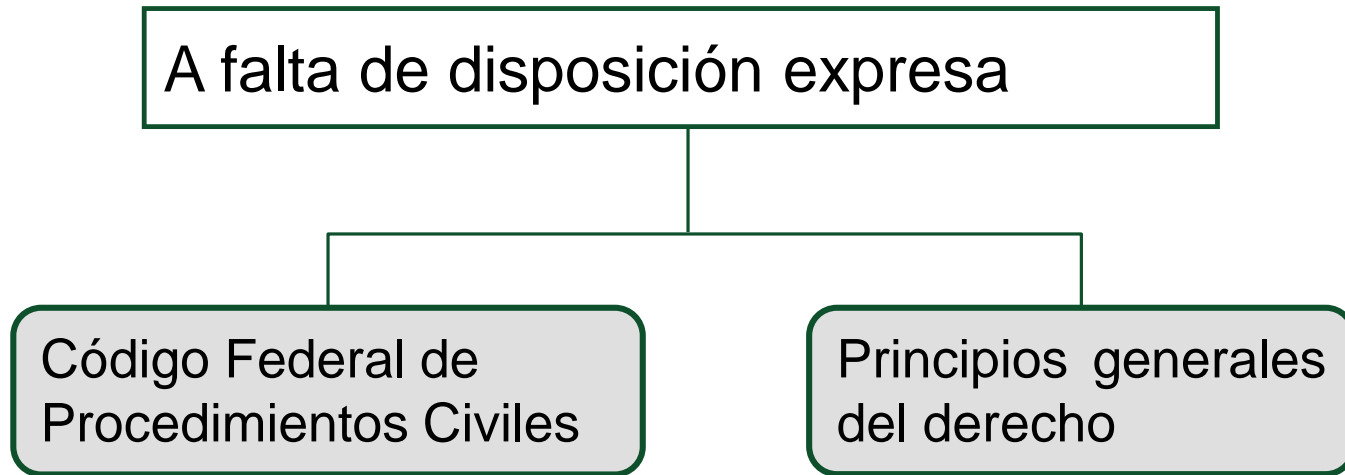 A falta de disposición expresa
Código Federal de
Procedimientos Civiles
Principios generales
del derecho